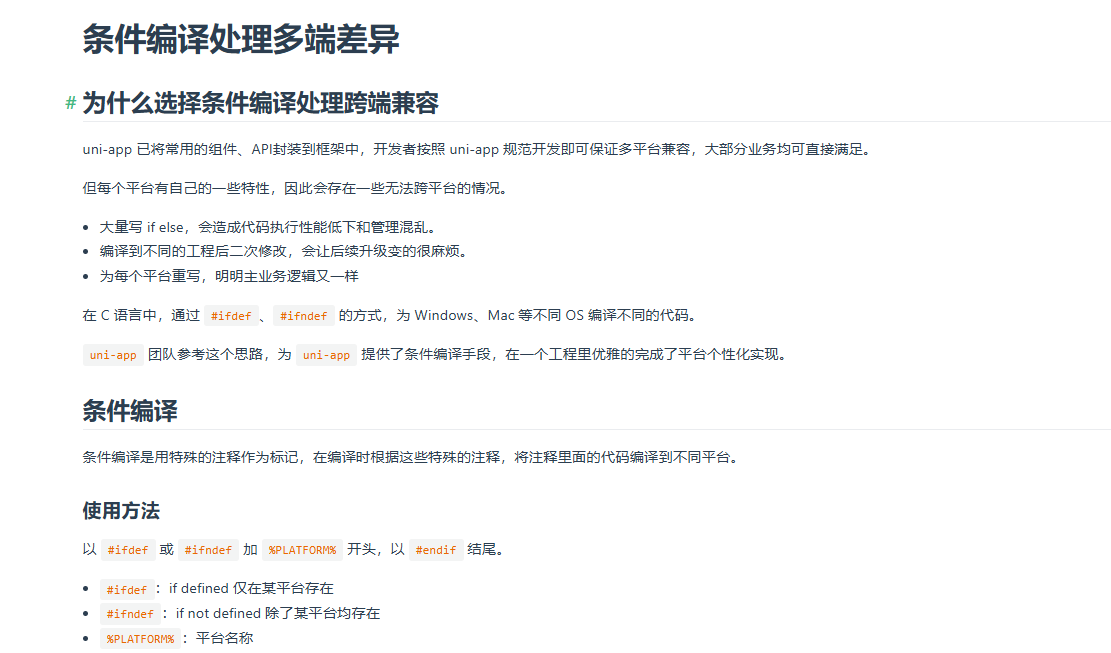 条件编译处理多端差异
# 为什么选择条件编译处理跨端兼容
uni-app 已将常用的组件、API封装到框架中，开发者按照 uni-app 规范开发即可保证多平台兼容，大部分业务均可直接满足。
但每个平台有自己的一些特性，因此会存在一些无法跨平台的情况。
• 大量写 if else，会造成代码执行性能低下和管理混乱。
• 编译到不同的工程后二次修改，会让后续升级变的很麻烦。
• 为每个平台重写，明明主业务逻辑又一样
在 C 语言中，通过 #ifdef 、 #ifndef 的方式，为 Windows、Mac 等不同 OS 编译不同的代码。
uni-app 团队参考这个思路，为 uni-app 提供了条件编译手段，在一个工程里优雅的完成了平台个性化实现。
条件编译
条件编译是用特殊的注释作为标记，在编译时根据这些特殊的注释，将注释里面的代码编译到不同平台。
使用方法
以 #ifdef 或 #ifndef 加 %PLATFORM% 开头，以 #endif 结尾。
• #ifdef ：if defined 仅在某平台存在
• #ifndef ：if not defined 除了某平台均存在
• %PLATFORM% ：平台名称